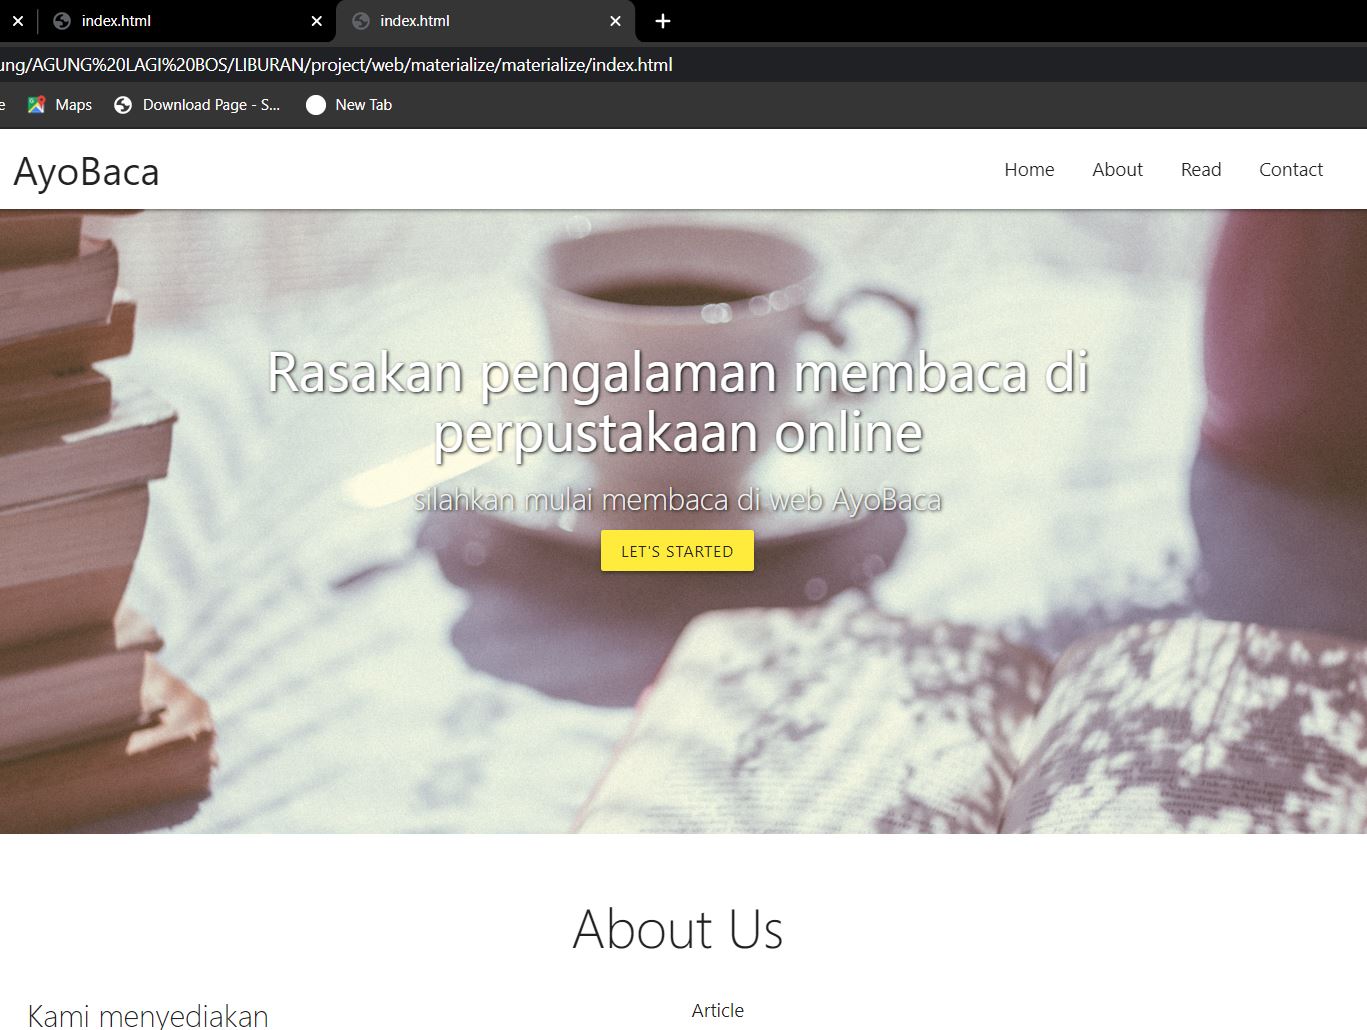 index.html
index.html
ung/AGUNG%20LAGI%20BOS/LIBURAN/project/web/materialize/materialize/index.html
e Maps Download Page - S... New Tab
AyoBaca Home About Read Contact
Rasakan pengalaman membaca di
perpustakaan online
silahkan mulai membaca di web AyoBaca
LET'S STARTED
About Us
Kami menyediakan
Article